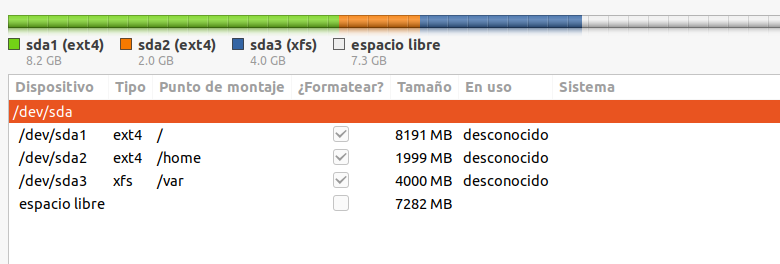 sda1 (ext4) sda2 (ext4) sda3 (xfs) espacio libre
8.2 GB 2.0 GB 4.0 GB 7.3 GB
Dispositivo Tipo Punto de montaje ¿Formatear? Tamaño En uso Sistema
/dev/sda
/dev/sda1 ext4 / 8191 MB desconocido
/dev/sda2 ext4 /home 1999 MB desconocido
/dev/sda3 xfs /var 4000 MB desconocido
espacio libre 7282 MB